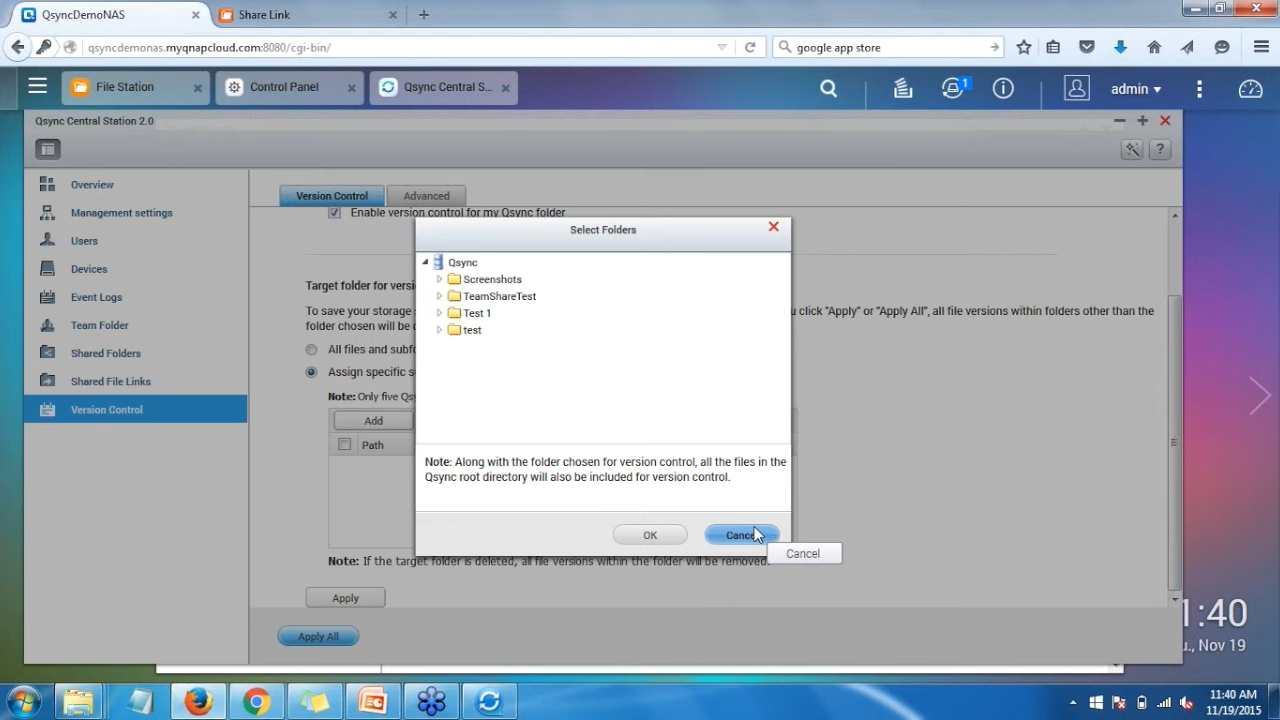 QsyncDemoNAS
Share Link
qsyncdemonas.myqnapcloud.com:8080/cgi-bin/
google app store
File Station
Control Panel
Qsync Central S...
1
admin
Qsync Central Station 2.0
Overview
Management settings
Users
Devices
Event Logs
Team Folder
Shared Folders
Shared File Links
Version Control
Version Control
Advanced
Enable version control for my Qsync folder
Target folder for versi
To save your storage s
u click "Apply" or "Apply All", all file versions within folders other than the
folder chosen will be d
All files and subfo
Assign specific s
Note: Only five Qsy
Add
Path
Note: If the target folder is deleted, all file versions within the folder will be removed.
Apply
Apply All
Select Folders
Qsync
Screenshots
TeamShareTest
Test 1
test
Note: Along with the folder chosen for version control, all the files in the
Qsync root directory will also be included for version control.
OK
Cancel
Cancel
1:40
u., Nov 19
11:40 AM
11/19/2015